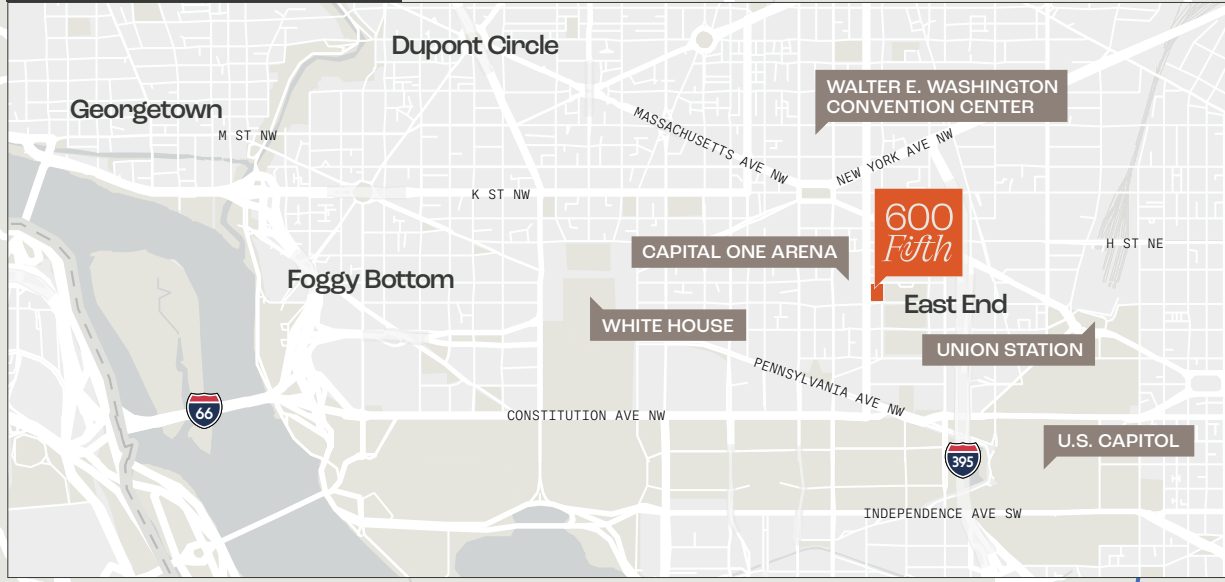 Dupont Circle
Georgetown
M ST NW
WALTER E. WASHINGTON
CONVENTION CENTER
MASSACHUSETTS AVE NW
NEW YORK AVE NW
K ST NW
600
Fifth
H ST NE
CAPITAL ONE ARENA
Foggy Bottom
East End
WHITE HOUSE
UNION STATION
PENNSYLVANIA AVE NW
66
CONSTITUTION AVE NW
U.S. CAPITOL
395
INDEPENDENCE AVE SW